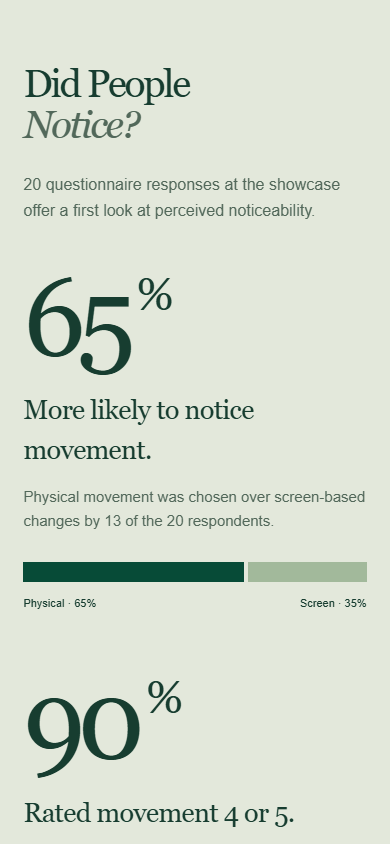 Did People
Notice?
20 questionnaire responses at the showcase
offer a first look at perceived noticeability.
65%
More likely to notice
movement.
Physical movement was chosen over screen-based
changes by 13 of the 20 respondents.
Physical · 65% Screen · 35%
90%
Rated movement 4 or 5.